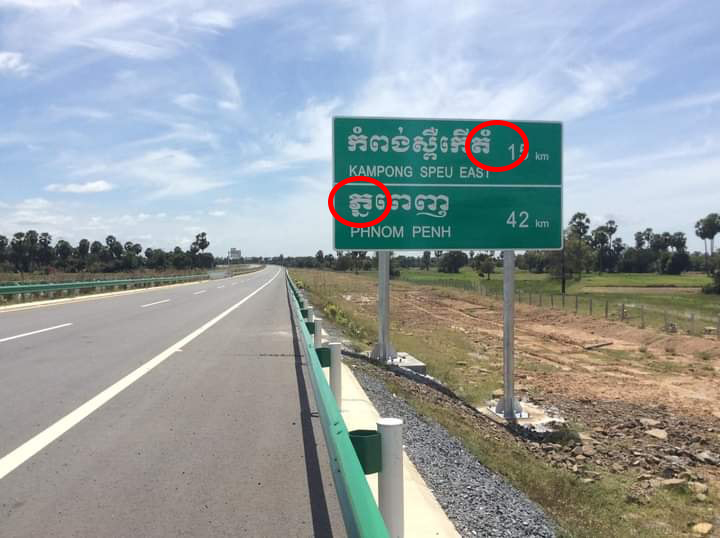 កំពង់ស្ពឺកើតំ 15 km
KAMPONG SPEU EAST
ភ្នពេញ 42 km
PHNOM PENH